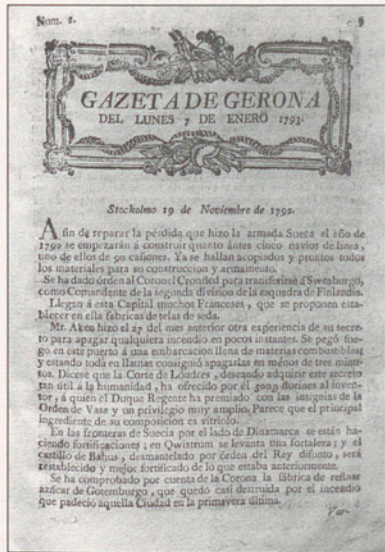 Num. 2.
GAZETA DE GERONA
DEL LUNES 7 DE ENERO 1793.
Stockolmo 19 de Noviembre de 1792.
A fin de reparar la pérdida que hizo la armada Sueca el año de
1790 se empezarán á construir quanto ántes cinco navios de linea,
uno de ellos de 90 cañones. Ya se hallan acopiados y prontos todos
los materiales para su construccion y armamento.
Se ha dado órden al Coronel Cronsted para transferirse á Sweaburgo,
como Comandante de la segunda division de la esquadra de Finlandia.
Llegan á esta Capital muchos Franceses, que se proponen esta-
blecer en ella fabricas de telas de seda.
Mr. Aken hizo el 27 del mes anterior otra experiencia de su secre-
to para apagar qualquiera incendio en pocos instantes. Se pegó fue-
go en este puerto á una embarcacion llena de materias combustibles;
y estando toda en llamas consiguió apagarlas en ménos de tres minu-
tos. Dicese que la Corte de Lóndres, deseando adquirir este secreto
tan útil á la humanidad, ha ofrecido por él florines al inven-
tor, á quien el Duque Regente ha premiado con las insignias de la
Orden de Vasa y un privilegio muy amplio. Parece que el principal
ingrediente de su composicion es vitriolo.
En las fronteras de Suecia por el lado de Dinamarca se están ha-
ciendo fortificaciones; en Qwistrum se levanta una fortaleza; y el
castillo de Bahus, desmantelado por órden del Rey difunto, será
restablecido y mejor fortificado de lo que estaba anteriormente.
Se ha comprobado por cuenta de la Corona la fábrica de refinar
azúcar de Gotemburgo, que quedó casi destruida por el incendio
que padeció aquella Ciudad en la primavera última.